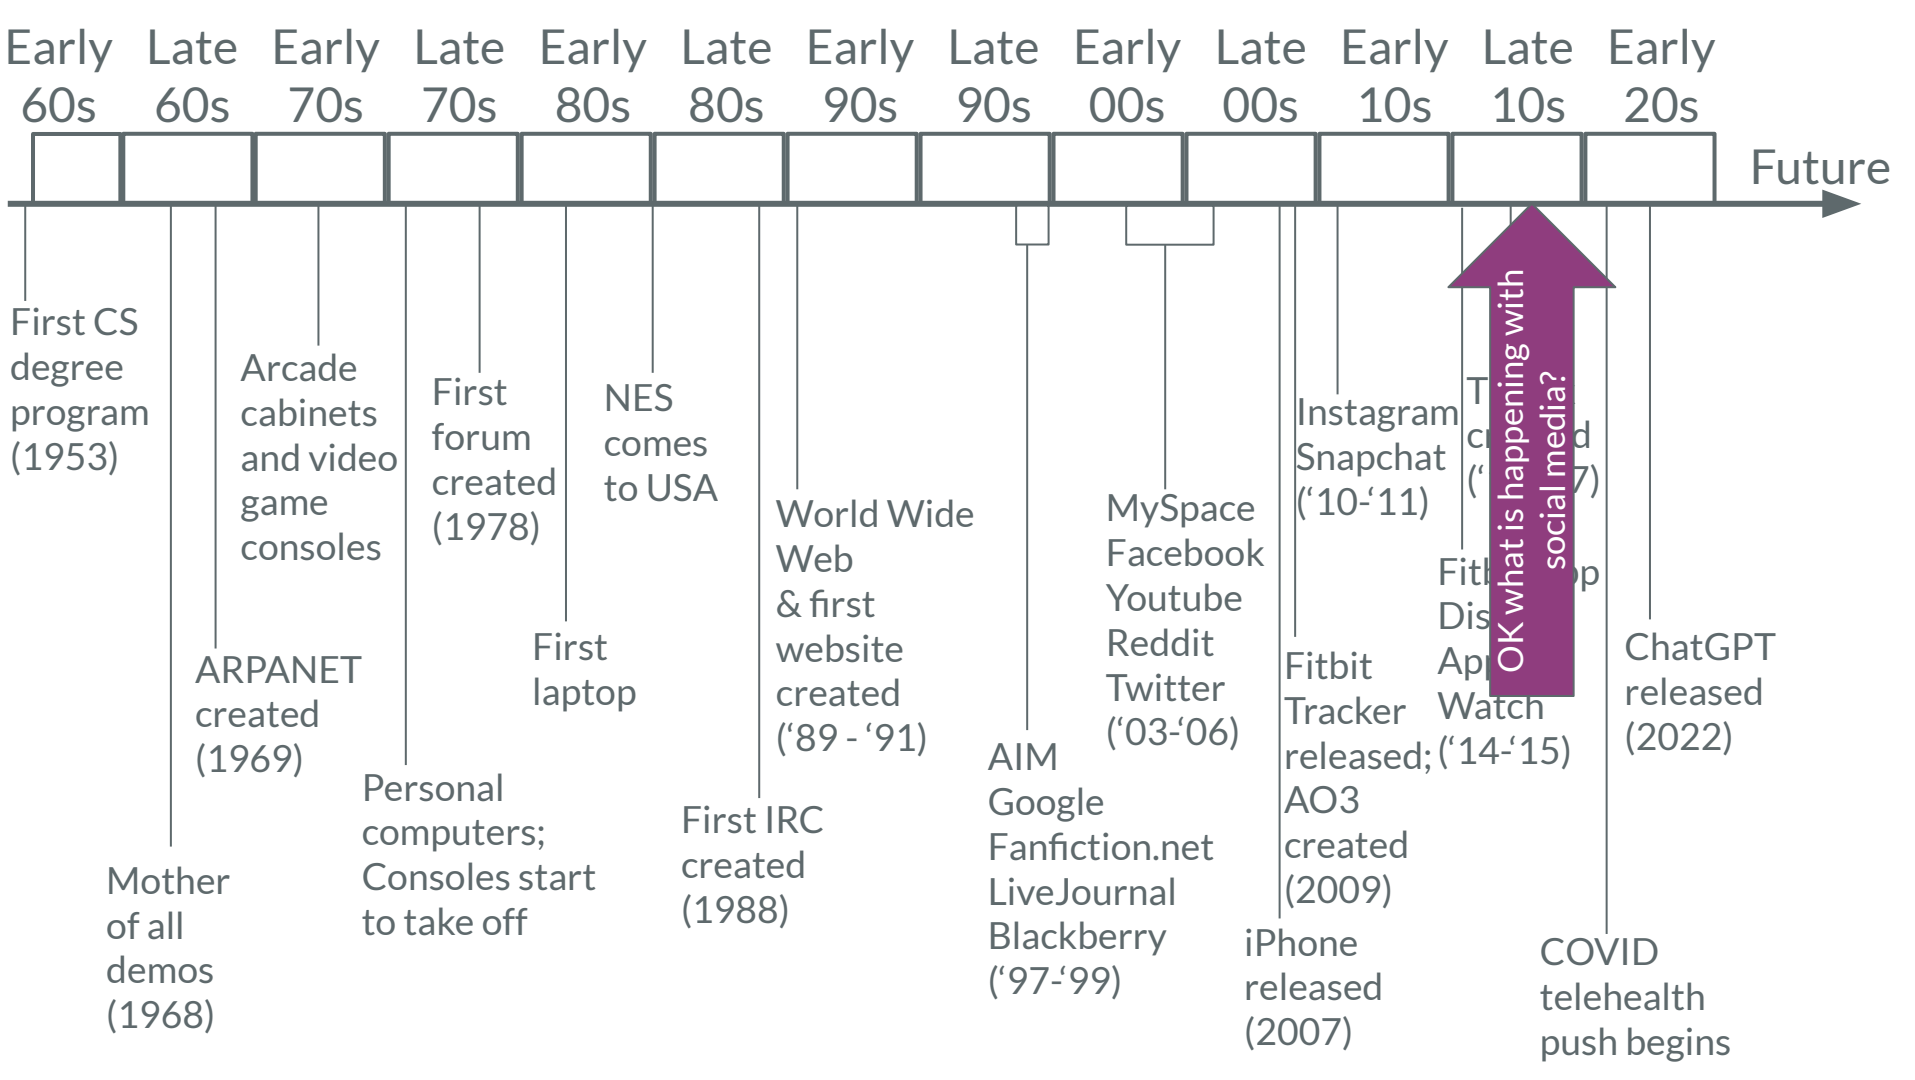 Early Late Early Late Early Late Early Late Early Late Early Late Early
60s 60s 70s 70s 80s 80s 90s 90s 00s 00s 10s 10s 20s
Future
First CS
degree
program
(1953)
Mother
of all
demos
(1968)
ARPANET
created
(1969)
Arcade
cabinets
and video
game
consoles
Personal
computers;
Consoles start
to take off
First
forum
created
(1978)
First
laptop
NES
comes
to USA
First IRC
created
(1988)
World Wide
Web
& first
website
created
(‘89 - ‘91)
AIM
Google
Fanfiction.net
LiveJournal
Blackberry
(‘97-‘99)
MySpace
Facebook
Youtube
Reddit
Twitter
(‘03-‘06)
iPhone
released
(2007)
Fitbit
Tracker
released;
AO3
created
(2009)
Instagram
Snapchat
(‘10-‘11)
Watch
(‘14-‘15)
OK what is happening with
social media?
COVID
telehealth
push begins
ChatGPT
released
(2022)